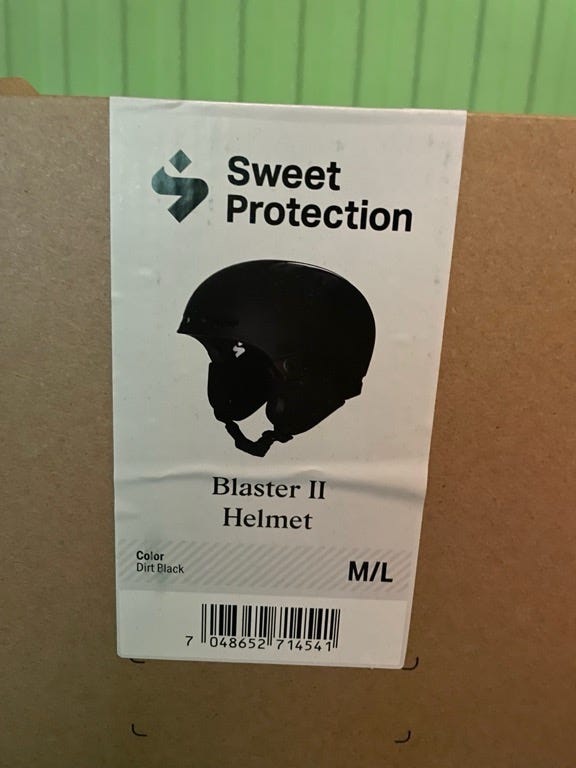 Sweet
Protection
Blaster II
Helmet
Color
Dirt Black
M/L
7 048652 714541